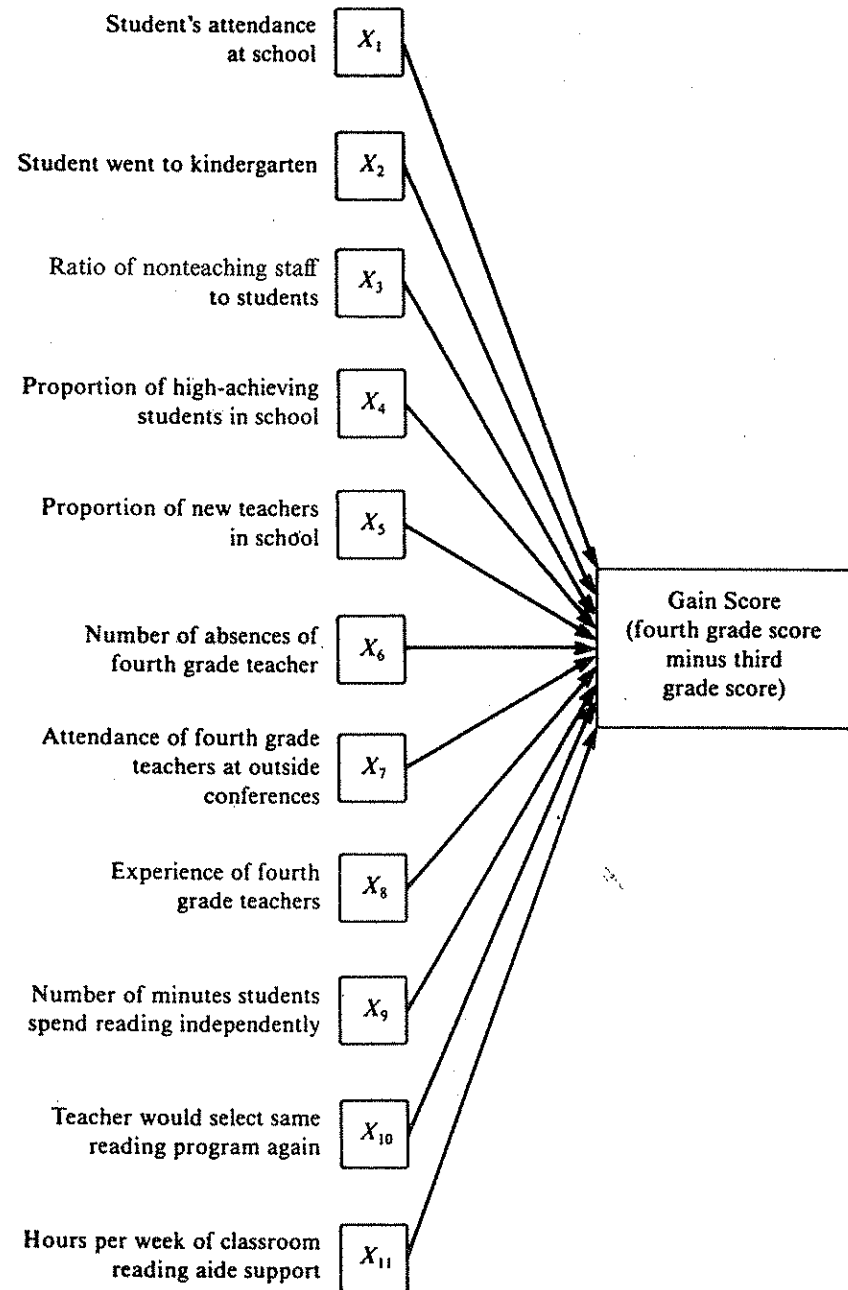 Student's attendance
at school
X₁
Student went to kindergarten
X₂
Ratio of nonteaching staff
to students
X₃
Proportion of high-achieving
students in school
X₄
Proportion of new teachers
in school
X₅
Number of absences of
fourth grade teacher
X₆
Attendance of fourth grade
teachers at outside
conferences
X₇
Experience of fourth
grade teachers
X₈
Number of minutes students
spend reading independently
X₉
Teacher would select same
reading program again
X₁₀
Hours per week of classroom
reading aide support
X₁₁
Gain Score
(fourth grade score
minus third
grade score)